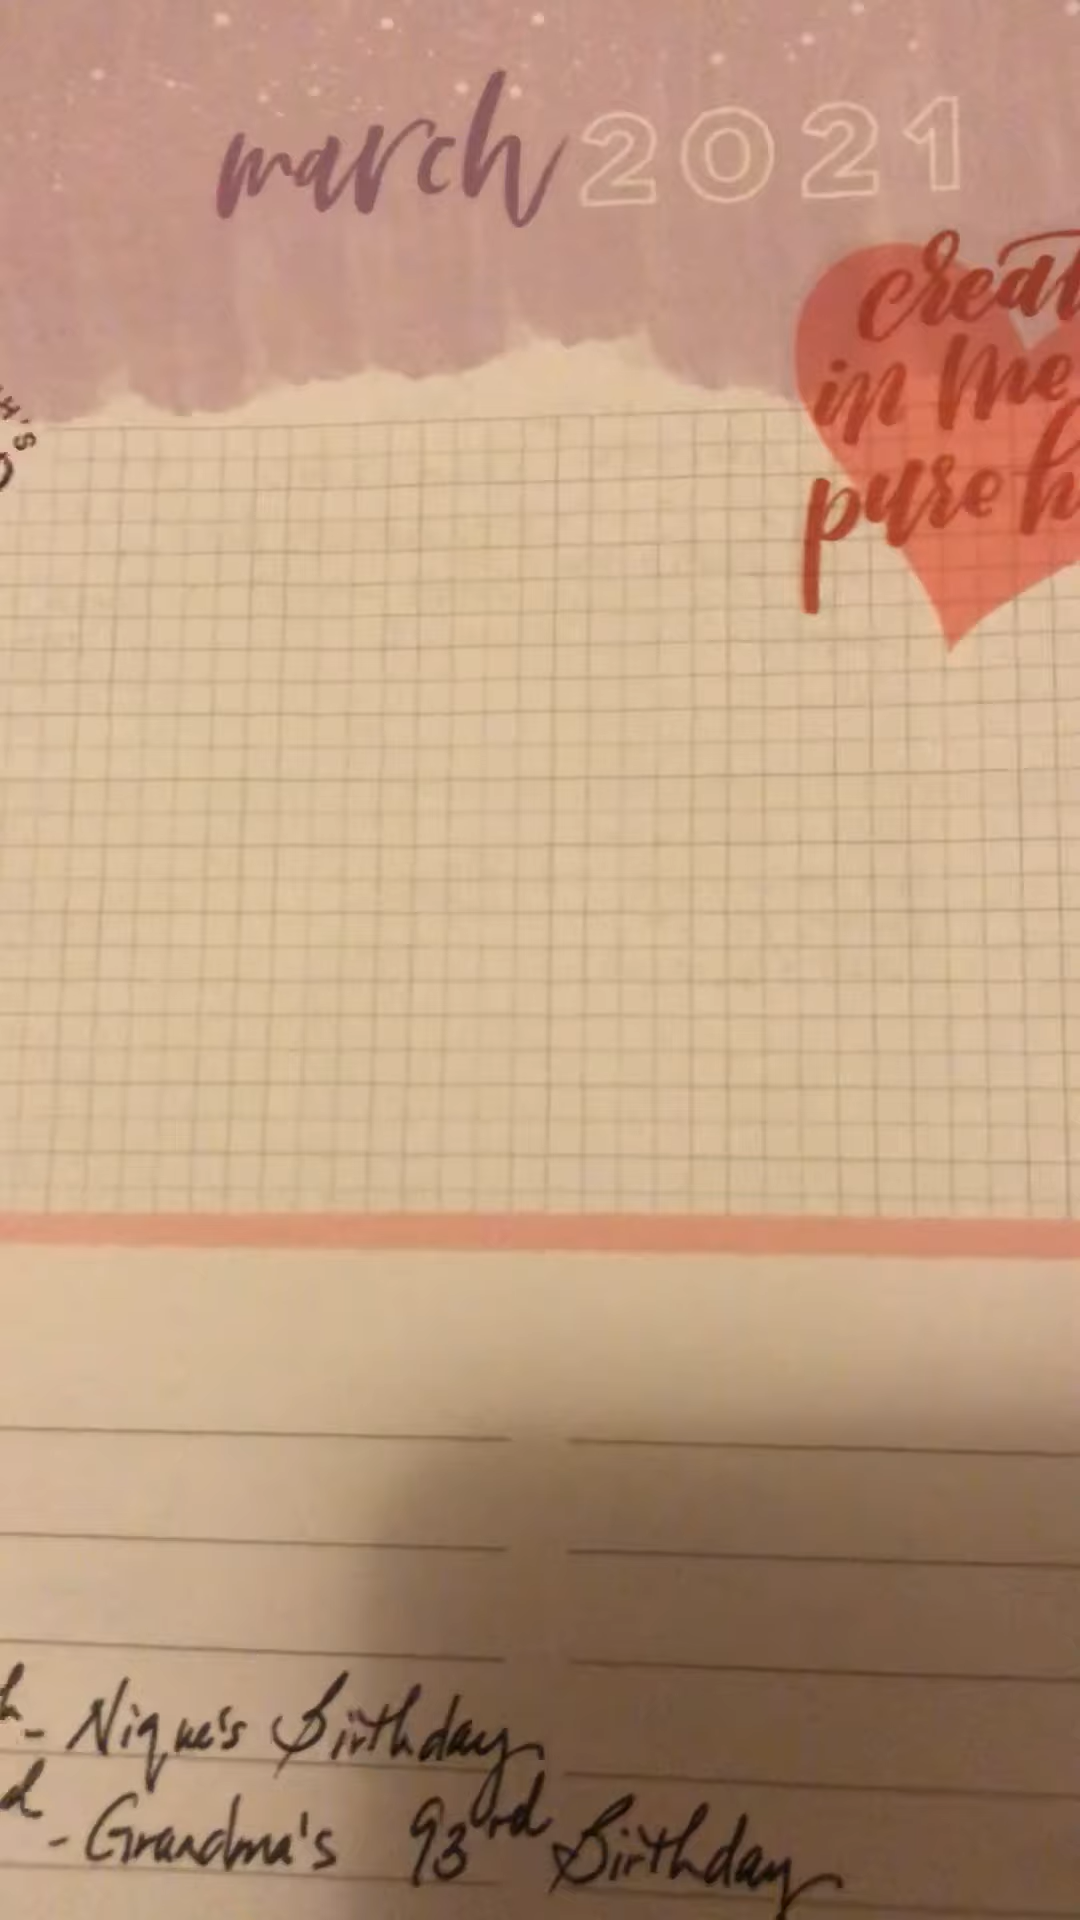 march 2021
creat
in me
pure h
H'S
h- Nique's Birthday
d - Grandma's 93rd Birthday